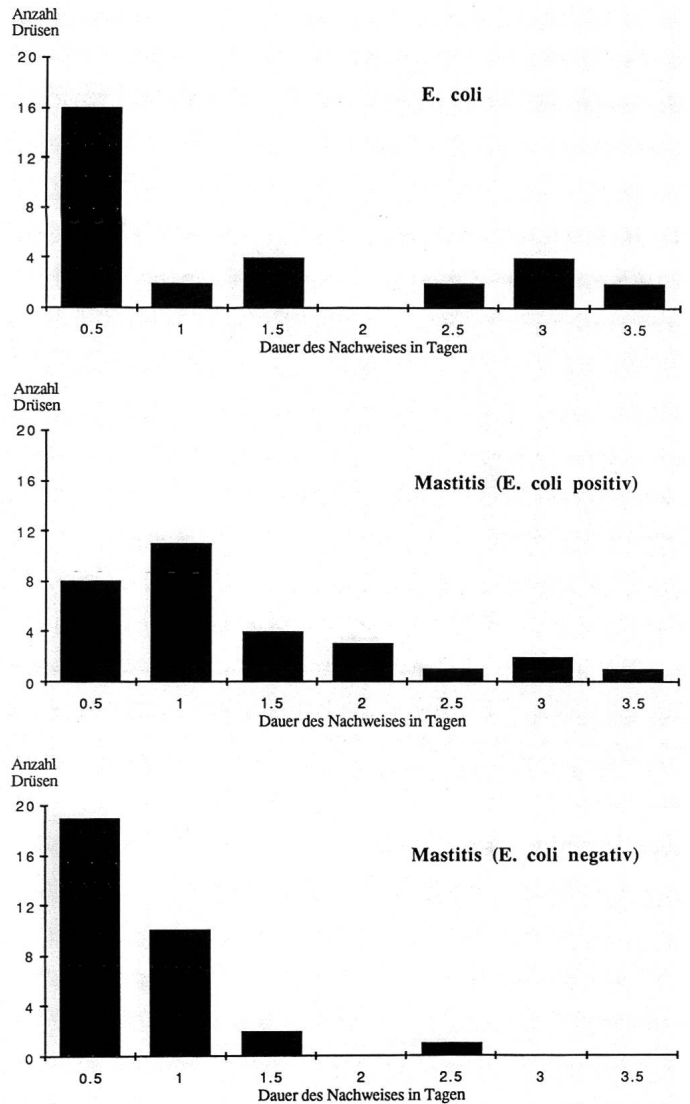 Anzahl
Drüsen
20
E. coli
16
12
8
4
0
0.5 1 1.5 2 2.5 3 3.5
Dauer des Nachweises in Tagen
Anzahl
Drüsen
20
16
Mastitis (E. coli positiv)
12
8
4
0
0.5 1 1.5 2 2.5 3 3.5
Dauer des Nachweises in Tagen
Anzahl
Drüsen
20
16
Mastitis (E. coli negativ)
12
8
4
0
0.5 1 1.5 2 2.5 3 3.5
Dauer des Nachweises in Tagen